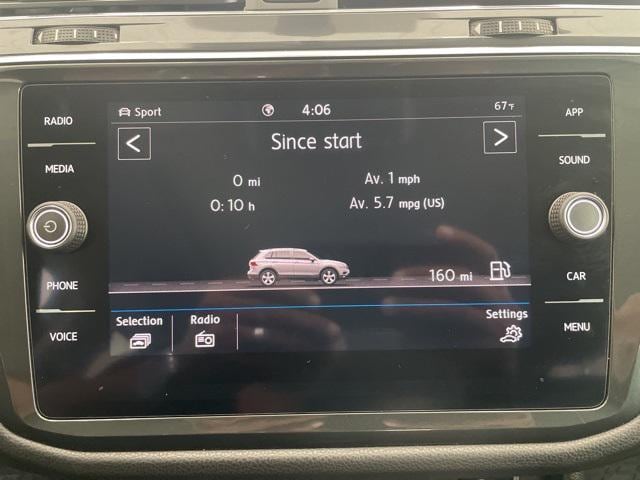 RADIO
MEDIA
PHONE
VOICE
Sport
4:06
67°F
Since start
0 mi
Av. 1 mph
0:10 h
Av. 5.7 mpg (US)
160 mi
Selection
Radio
Settings
APP
SOUND
CAR
MENU